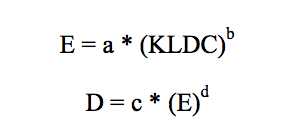 E = a * (KLDC)^b
D = c * (E)^d